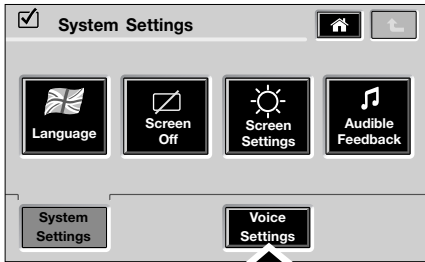 System Settings
Language
Screen
Off
Screen
Settings
Audible
Feedback
System
Settings
Voice
Settings